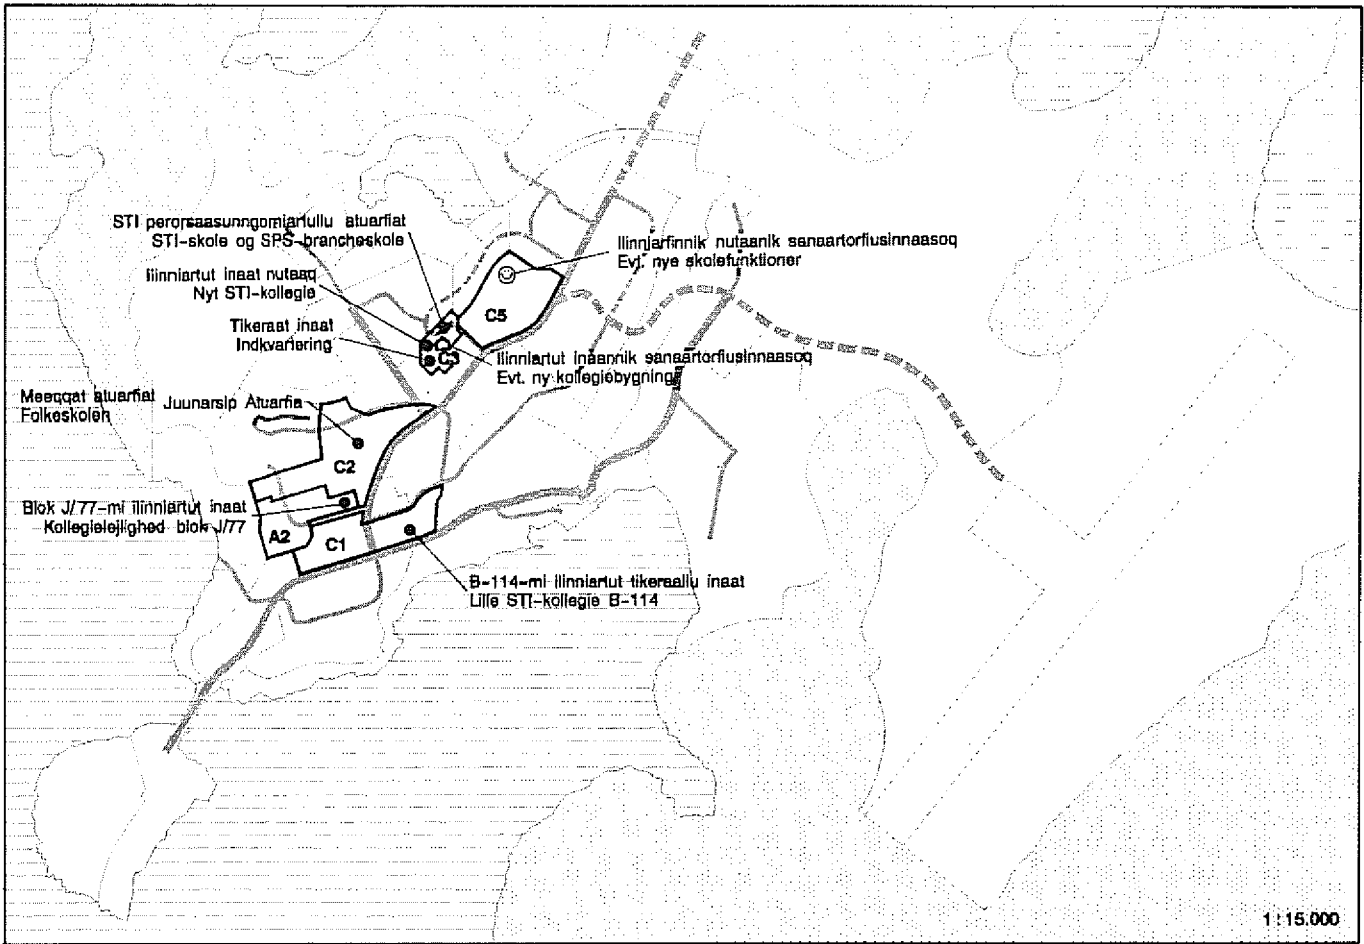 STI perorsaasunngorniartullu atuarfiat
STI-skole og SPS-brancheskole
Ilinniarfinnik nutaanik sanaartorfiusinnaasoq
Evt. nye skolefunktioner
Ilinniartut inaat nutaaq
Nyt STI-kollegie
C5
Tikeraat inaat
Indkvartering
C3
Ilinniartut inaannik sanaartorfiusinnaasoq
Evt. ny kollegiebygning
Meeqqat atuarfiat
Folkeskolen
Juunarsip Atuarfia
C2
Blok J/77-mi ilinniartut inaat
Kollegielejlighed blok J/77
A2
C1
B-114-mi ilinniartut tikeraallu inaat
Lille STI-kollegie B-114
1:15.000